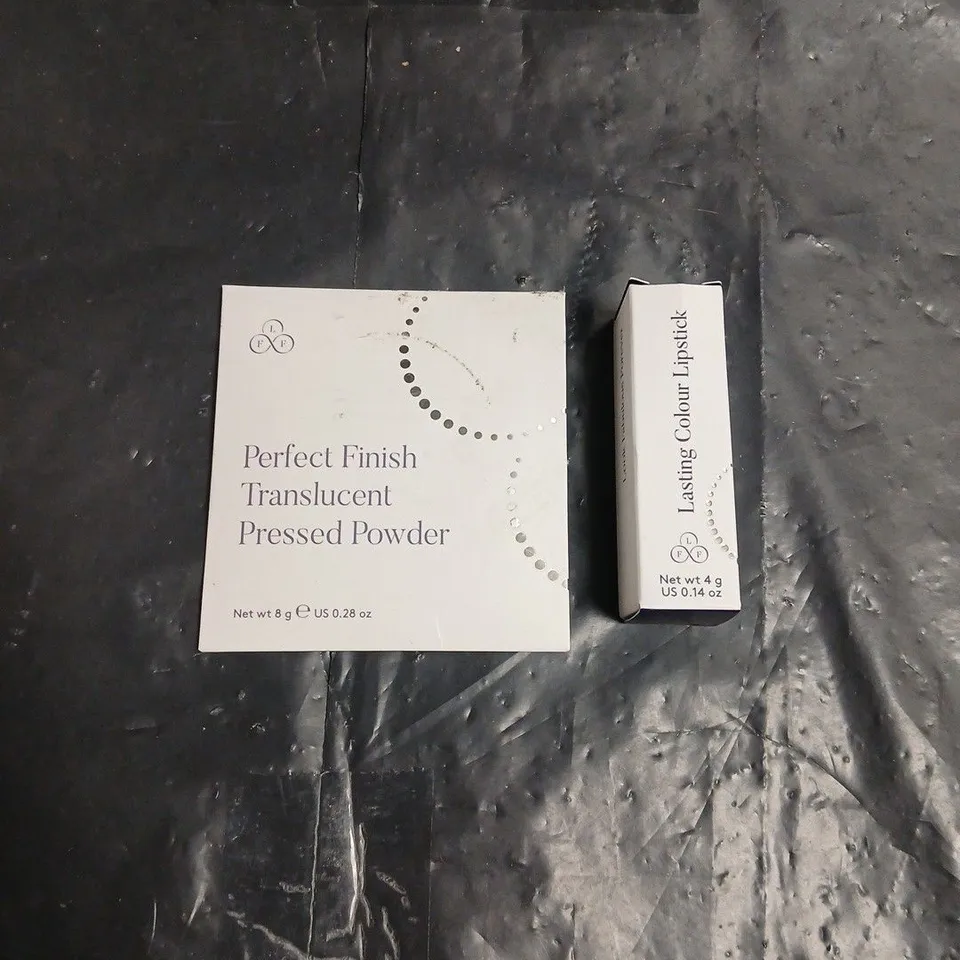 L
F F
Perfect Finish
Translucent
Pressed Powder
Net wt 8 g ℮ US 0.28 oz
Lasting Colour Lipstick
L
F F
Net wt 4 g
US 0.14 oz